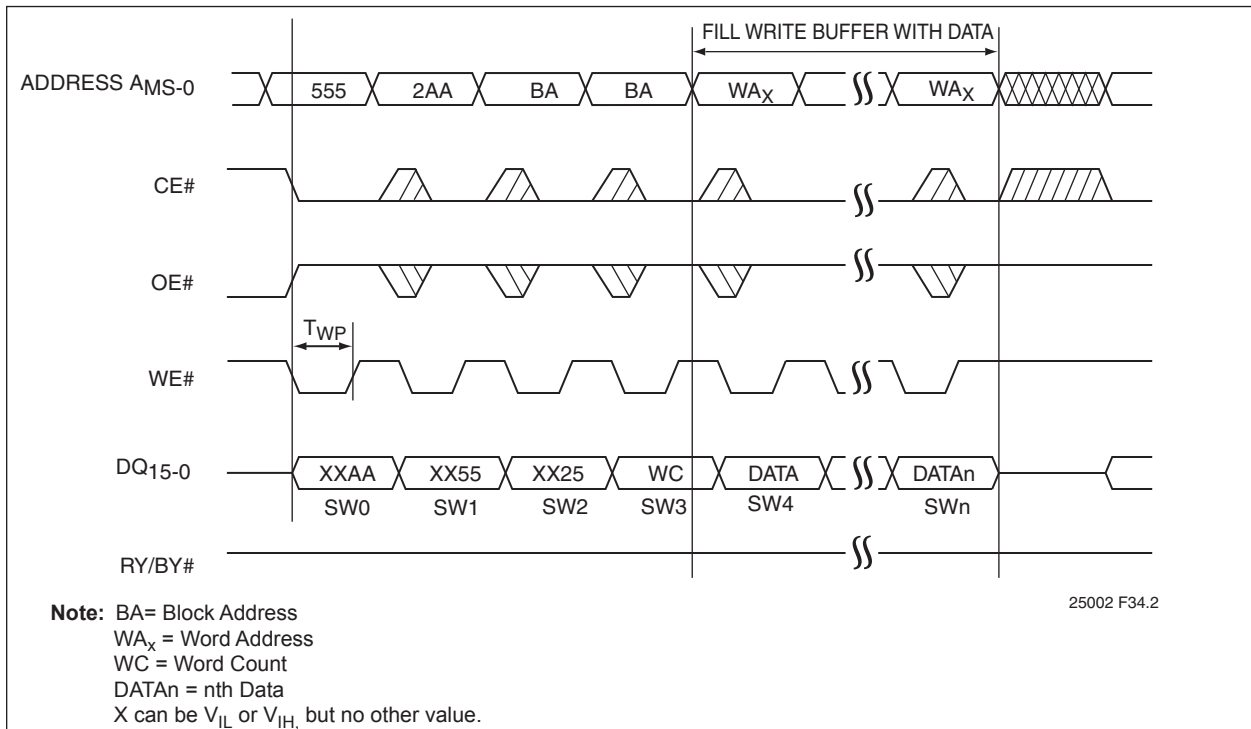 FILL WRITE BUFFER WITH DATA
ADDRESS AMS-0
555 2AA BA BA WAX WAX
CE#
OE#
TWP
WE#
DQ15-0
XXAA XX55 XX25 WC DATA DATAn
SW0 SW1 SW2 SW3 SW4 SWn
RY/BY#
25002 F34.2
Note: BA= Block Address
WAx = Word Address
WC = Word Count
DATAn = nth Data
X can be VIL or VIH, but no other value.